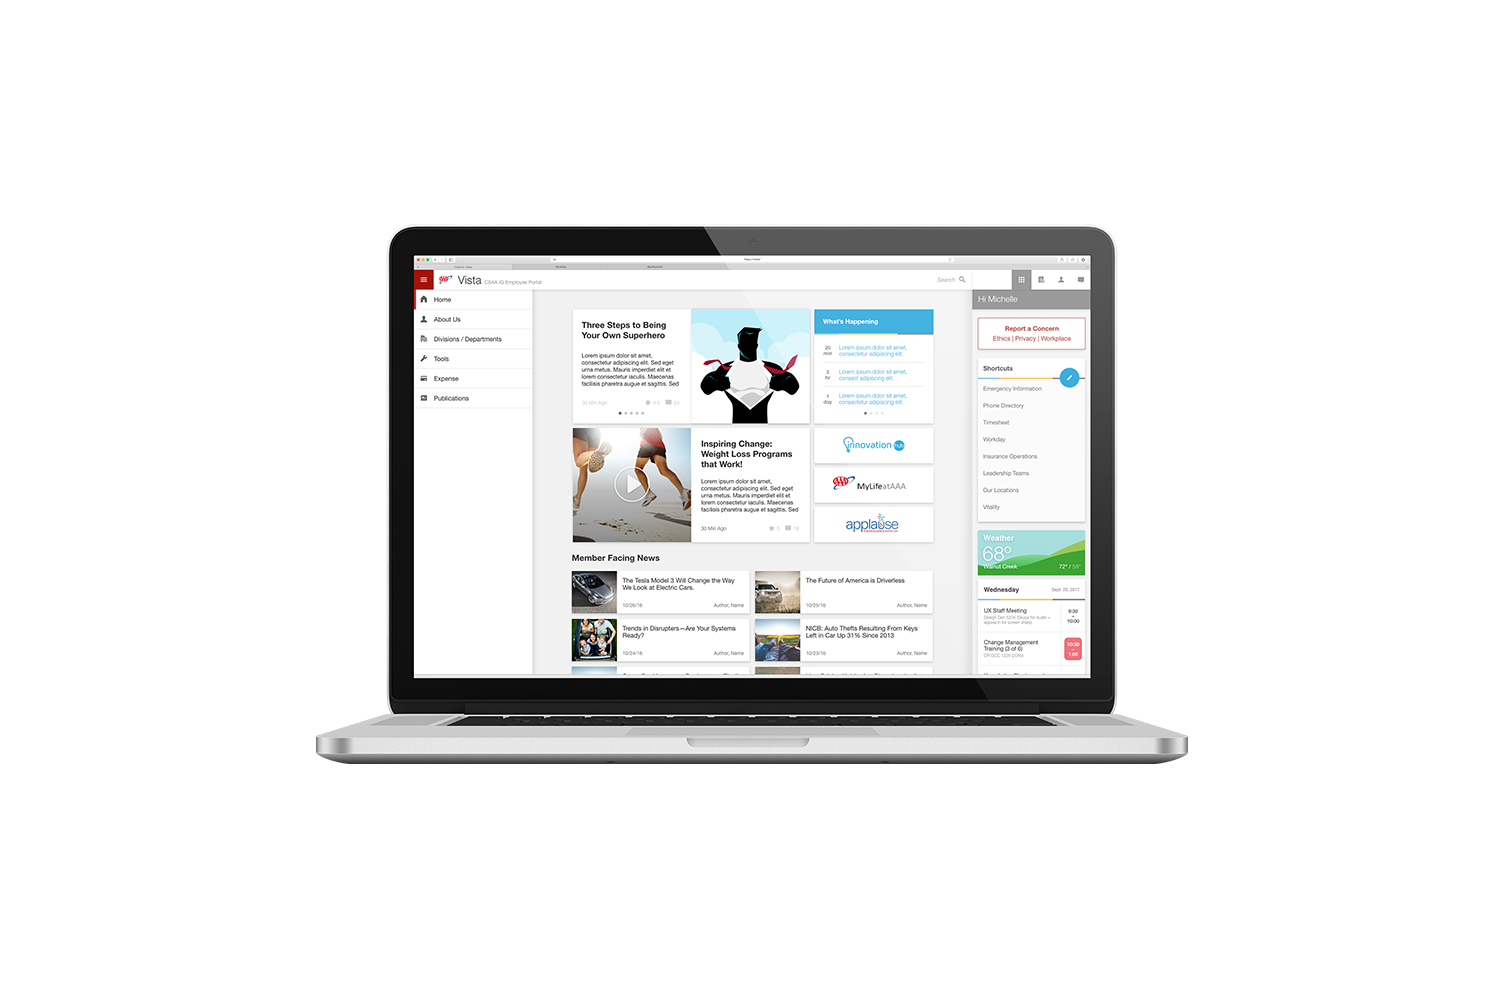 Vista CSAA IG Employee Portal
Search
Home
About Us
Divisions / Departments
Tools
Expense
Publications
Three Steps to Being
Your Own Superhero
Lorem ipsum dolor sit amet,
consectetur adipiscing elit. Sed eget
urna metus. Mauris imperdiet elit et
lorem consectetur iaculis. Maecenas
facilisis pharetra augue et sagittis. Sed
30 Min Ago 4.5 24
What's Happening
20 min
Lorem ipsum dolor sit amet,
consectetur adipiscing elit.
3 hr
Lorem ipsum dolor sit amet,
consect adipiscing elit.
1 day
Lorem ipsum dolor sit amet,
consectetur adipiscing elit.
Inspiring Change:
Weight Loss Programs
that Work!
Lorem ipsum dolor sit amet,
consectetur adipiscing elit. Sed eget
urna metus. Mauris imperdiet elit et
lorem consectetur iaculis. Maecenas
facilisis pharetra augue et sagittis. Sed
30 Min Ago 5 18
innovation hub
AAA MyLifeatAAA
applause
Member Facing News
The Tesla Model 3 Will Change the Way
We Look at Electric Cars.
10/26/16 Author, Name
The Future of America is Driverless
10/25/16 Author, Name
Trends in Disrupters—Are Your Systems
Ready?
10/24/16 Author, Name
NICB: Auto Thefts Resulting From Keys
Left in Car Up 31% Since 2013
10/23/16 Author, Name
Hi Michelle
Report a Concern
Ethics | Privacy | Workplace
Shortcuts
Emergency Information
Phone Directory
Timesheet
Workday
Insurance Operations
Leadership Teams
Our Locations
Vitality
Weather
68°
Walnut Creek 72° / 58°
Wednesday Sept. 20, 2017
UX Staff Meeting
9:30
–
10:00
Change Management
Training (3 of 6)
10:30
–
1:00